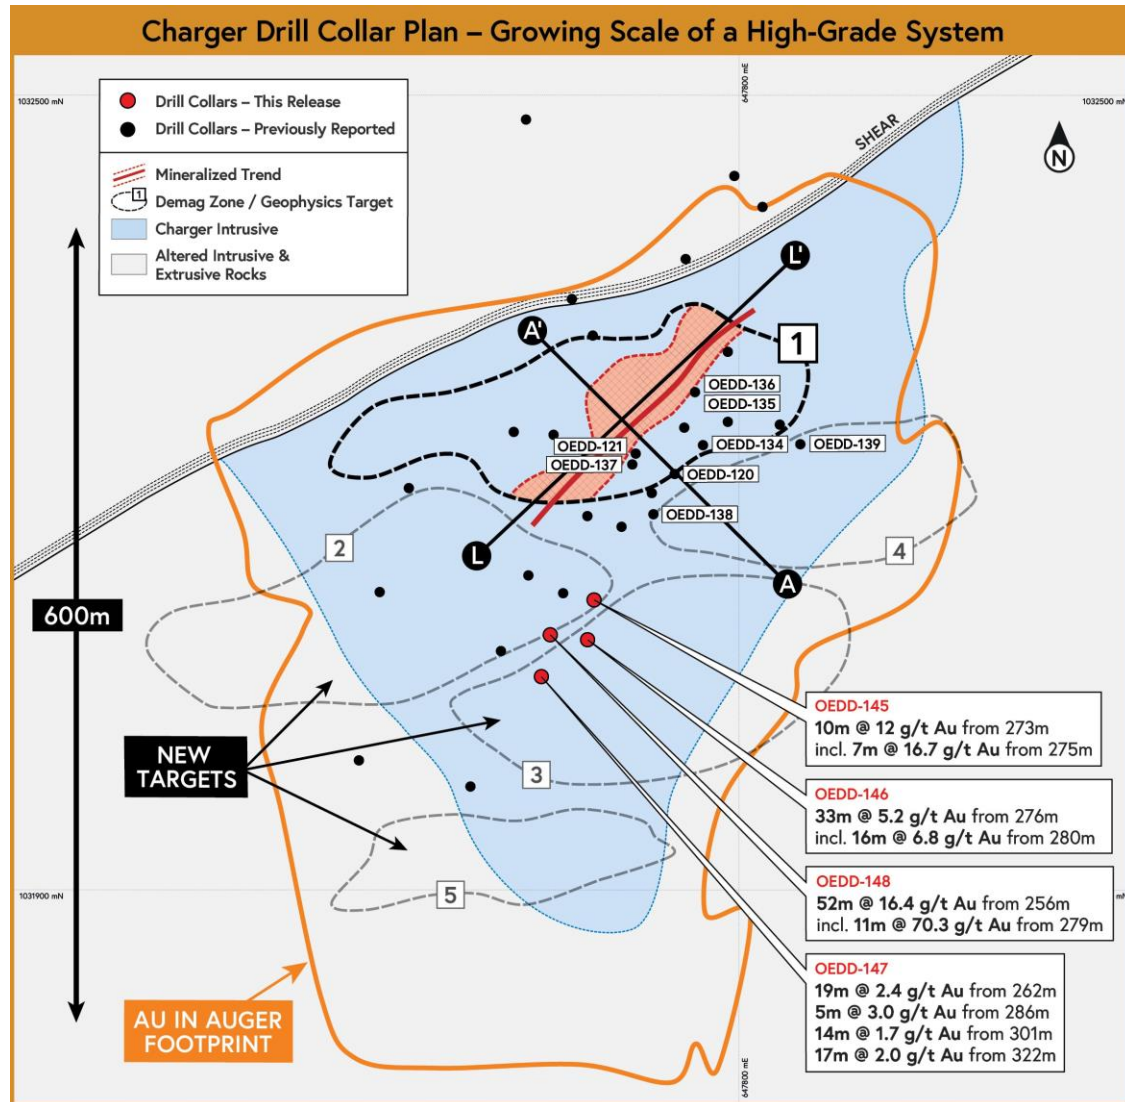 Charger Drill Collar Plan – Growing Scale of a High-Grade System
1032500 mN
647800 mE
1032500 mN
Drill Collars – This Release
Drill Collars – Previously Reported
Mineralized Trend
1
Demag Zone / Geophysics Target
Charger Intrusive
Altered Intrusive &
Extrusive Rocks
SHEAR
N
L'
A'
1
OEDD-136
OEDD-135
OEDD-121
OEDD-134
OEDD-139
OEDD-137
OEDD-120
OEDD-138
2
4
L
A
600m
NEW
TARGETS
3
5
OEDD-145
10m @ 12 g/t Au from 273m
incl. 7m @ 16.7 g/t Au from 275m
OEDD-146
33m @ 5.2 g/t Au from 276m
incl. 16m @ 6.8 g/t Au from 280m
OEDD-148
52m @ 16.4 g/t Au from 256m
incl. 11m @ 70.3 g/t Au from 279m
1031900 mN
OEDD-147
19m @ 2.4 g/t Au from 262m
5m @ 3.0 g/t Au from 286m
14m @ 1.7 g/t Au from 301m
17m @ 2.0 g/t Au from 322m
AU IN AUGER
FOOTPRINT
647800 mE